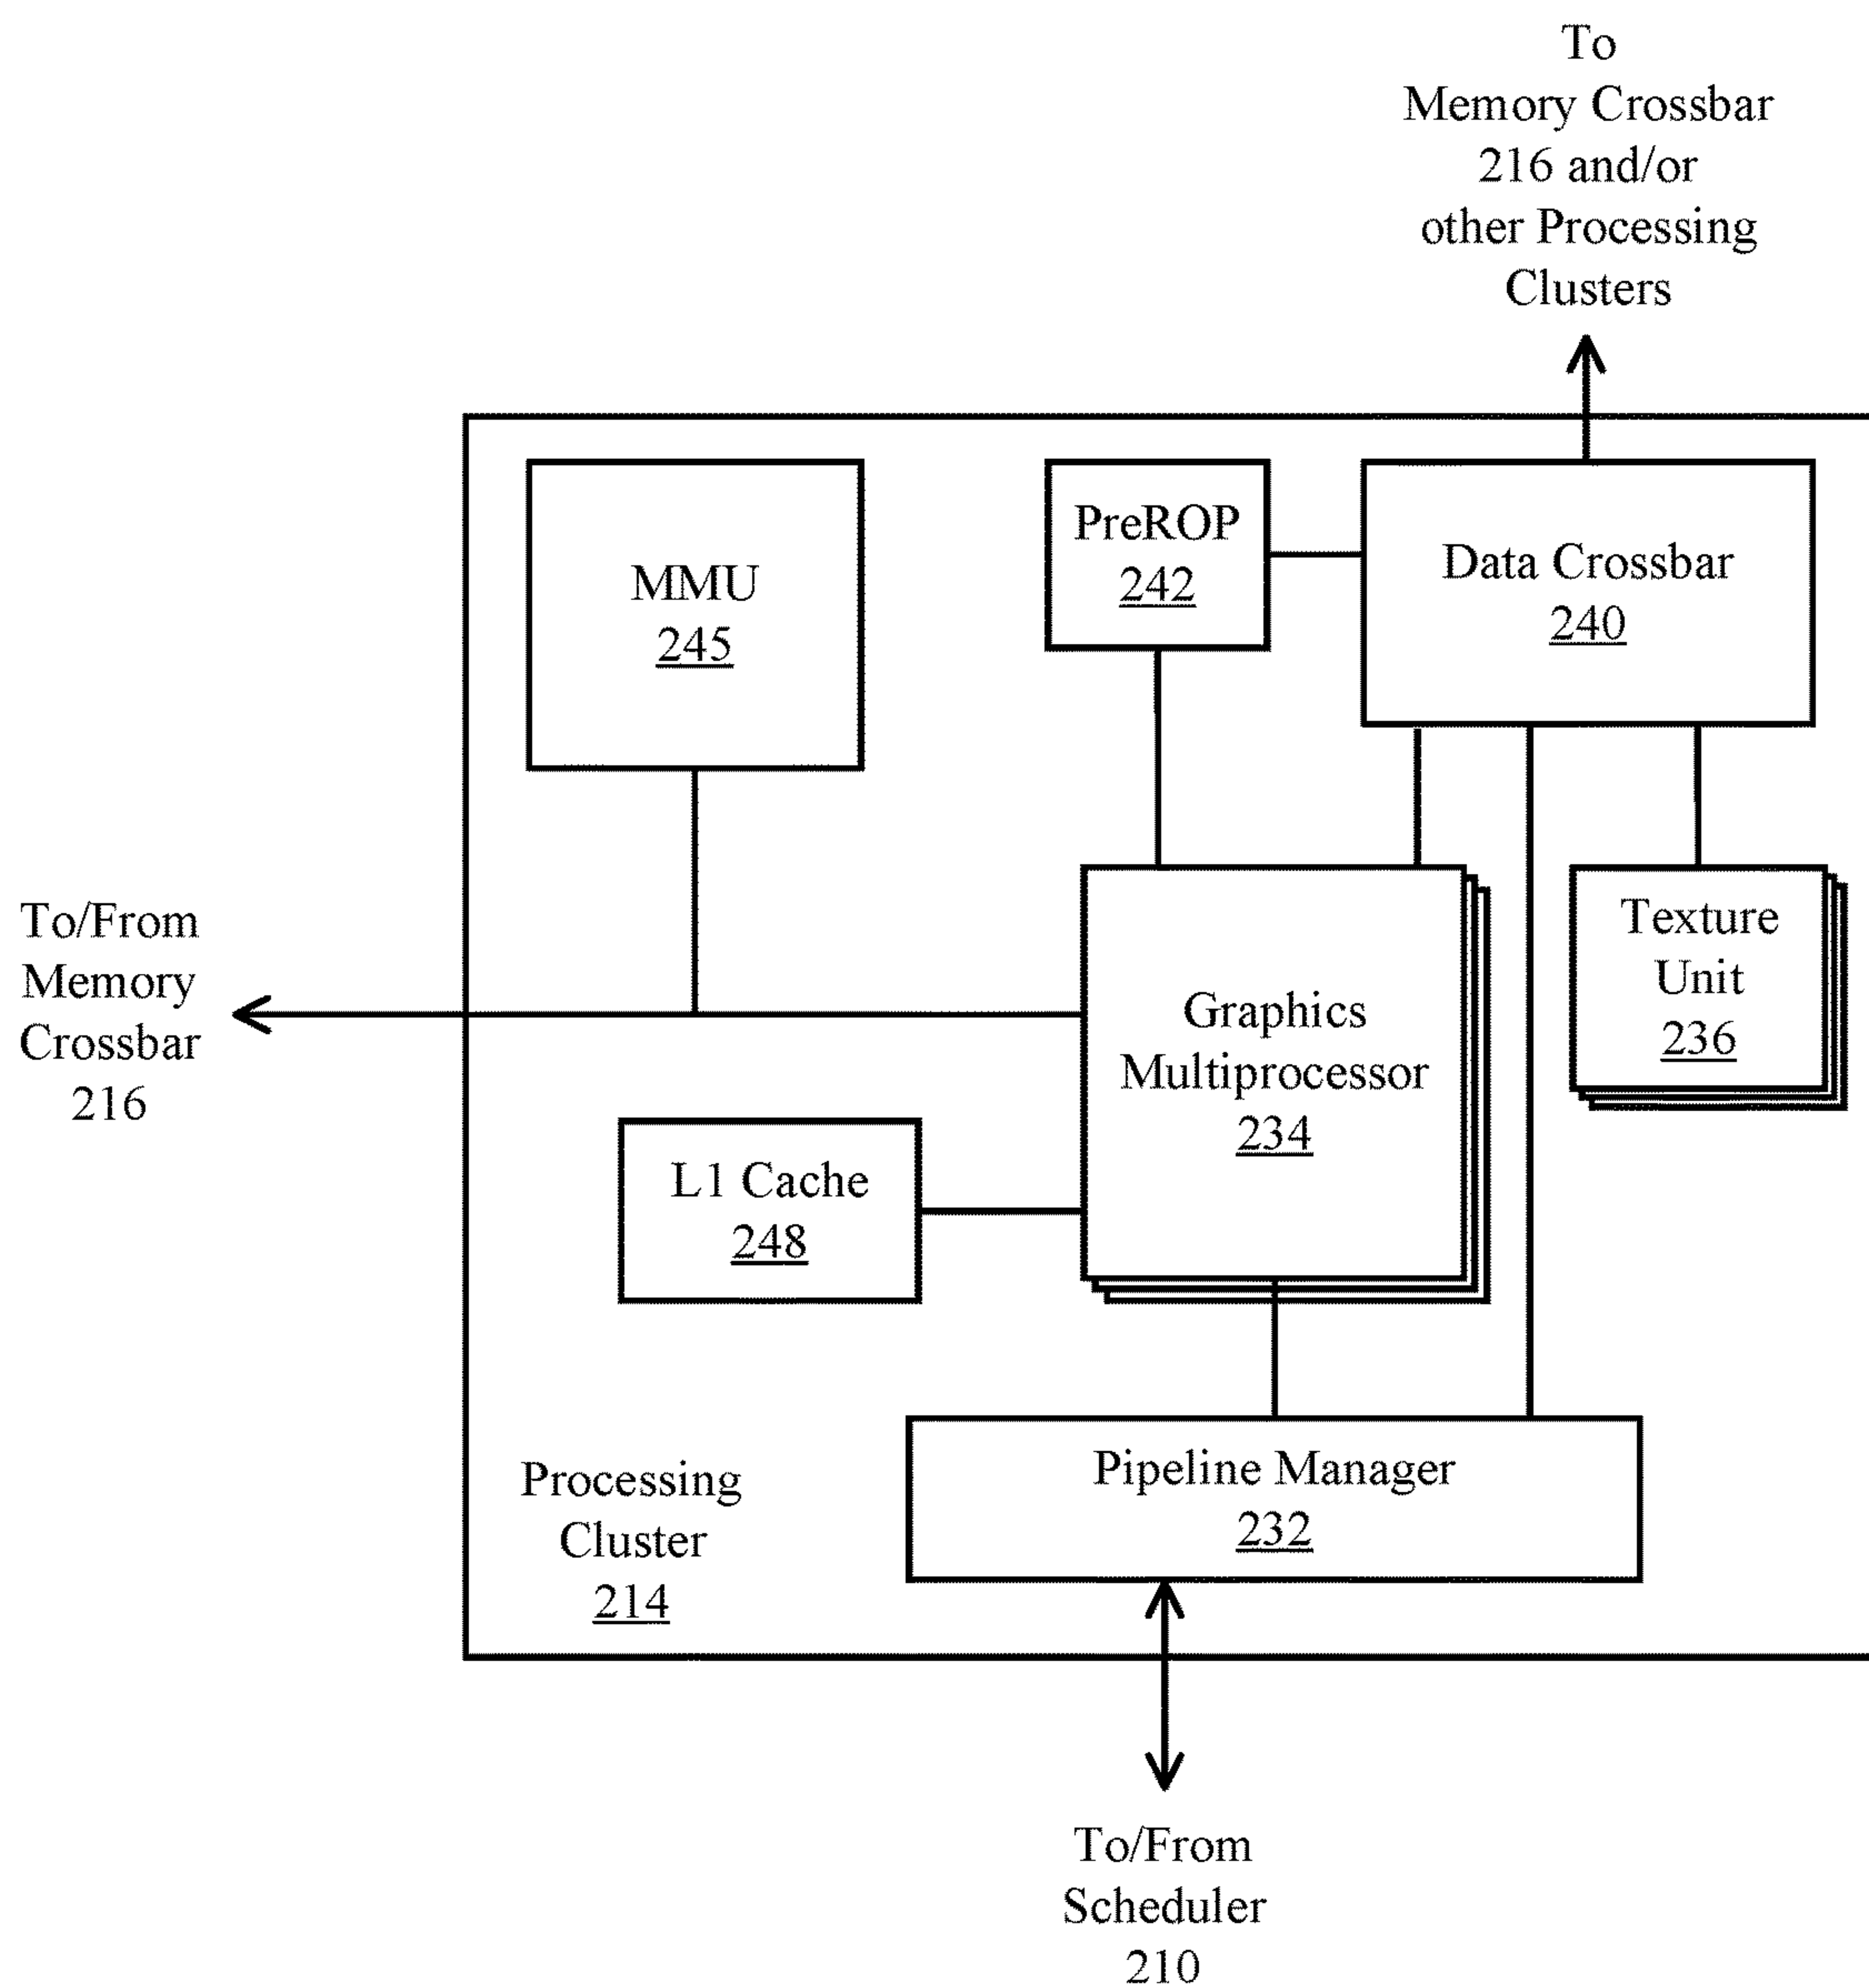 To
Memory Crossbar
216 and/or
other Processing
Clusters
MMU
245
PreROP
242
Data Crossbar
240
To/From
Memory
Crossbar
216
Graphics
Multiprocessor
234
Texture
Unit
236
L1 Cache
248
Processing
Cluster
214
Pipeline Manager
232
To/From
Scheduler
210